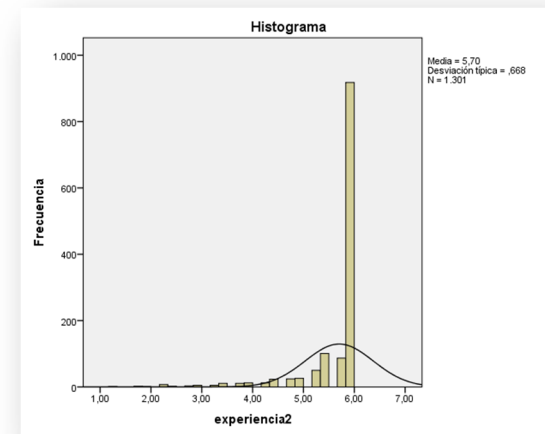 Histograma
Media = 5,70
Desviación típica = ,668
N = 1.301
1.000
800
600
400
200
0
Frecuencia
1,00 2,00 3,00 4,00 5,00 6,00 7,00
experiencia2